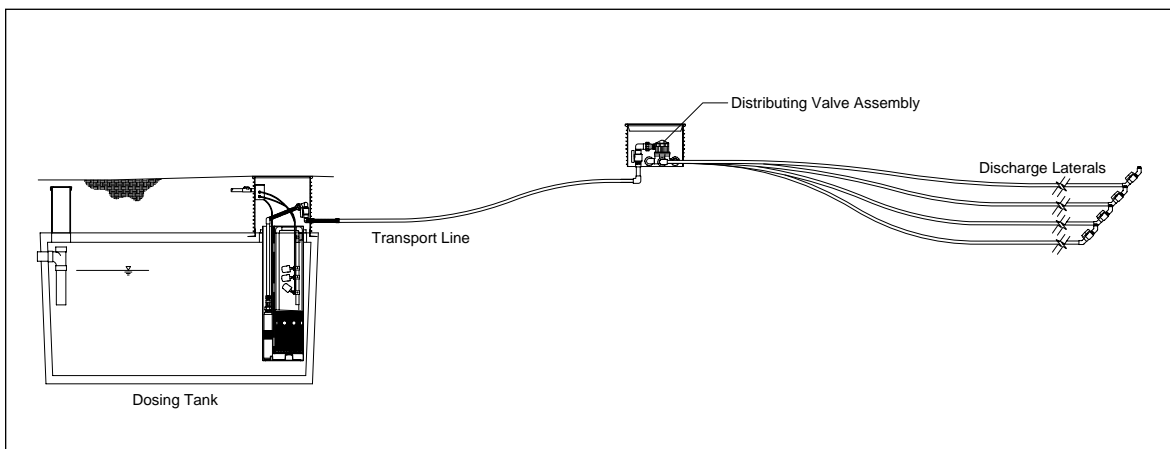 Distributing Valve Assembly
Discharge Laterals
Transport Line
Dosing Tank